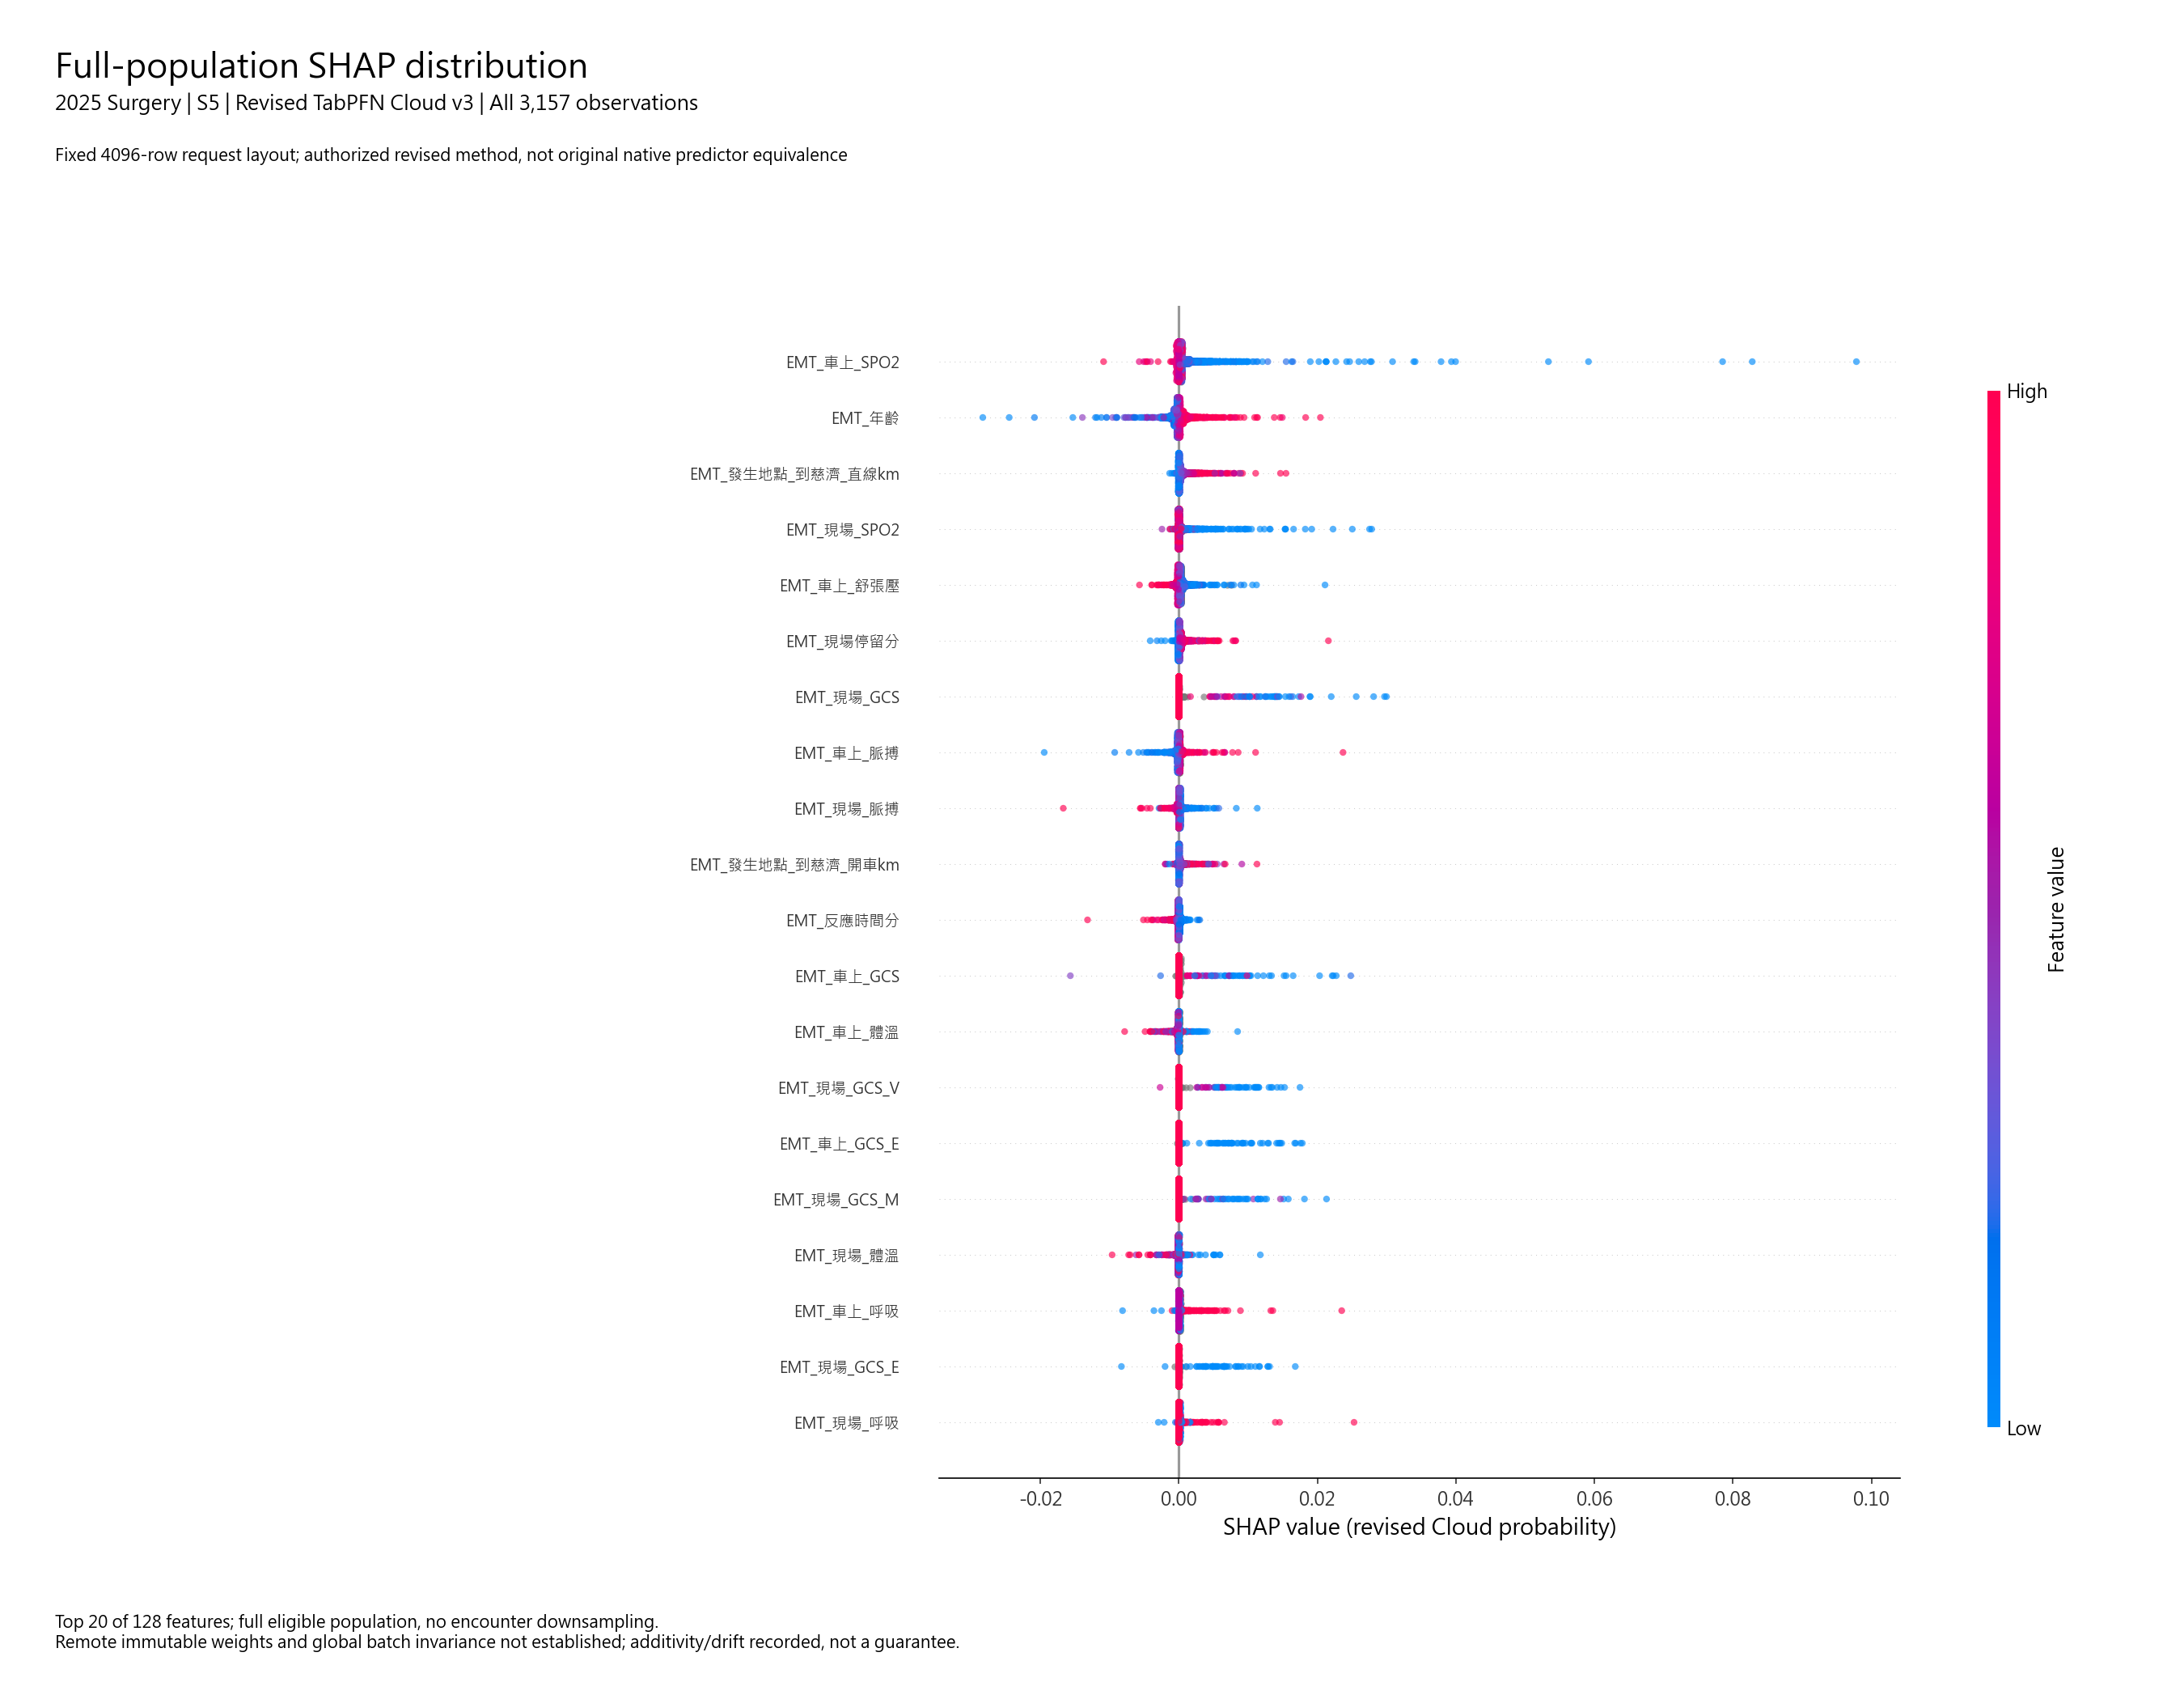 Full-population SHAP distribution
2025 Surgery | S5 | Revised TabPFN Cloud v3 | All 3,157 observations
Fixed 4096-row request layout; authorized revised method, not original native predictor equivalence
EMT_車上_SPO2
EMT_年齡
EMT_發生地點_到慈濟_直線km
EMT_現場_SPO2
EMT_車上_舒張壓
EMT_現場停留分
EMT_現場_GCS
EMT_車上_脈搏
EMT_現場_脈搏
EMT_發生地點_到慈濟_開車km
EMT_反應時間分
EMT_車上_GCS
EMT_車上_體溫
EMT_現場_GCS_V
EMT_車上_GCS_E
EMT_現場_GCS_M
EMT_現場_體溫
EMT_車上_呼吸
EMT_現場_GCS_E
EMT_現場_呼吸
-0.02 0.00 0.02 0.04 0.06 0.08 0.10
SHAP value (revised Cloud probability)
High
Feature value
Low
Top 20 of 128 features; full eligible population, no encounter downsampling.
Remote immutable weights and global batch invariance not established; additivity/drift recorded, not a guarantee.